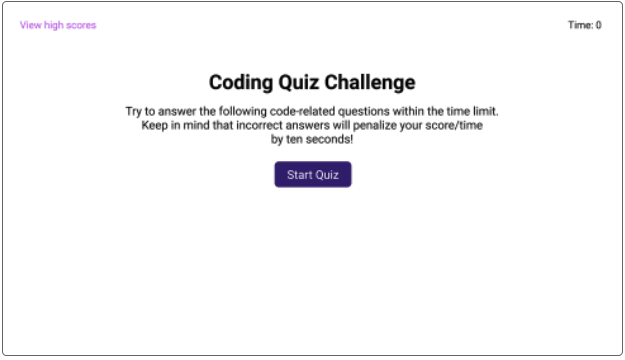 View high scores
Time: 0
Coding Quiz Challenge
Try to answer the following code-related questions within the time limit.
Keep in mind that incorrect answers will penalize your score/time
by ten seconds!
Start Quiz